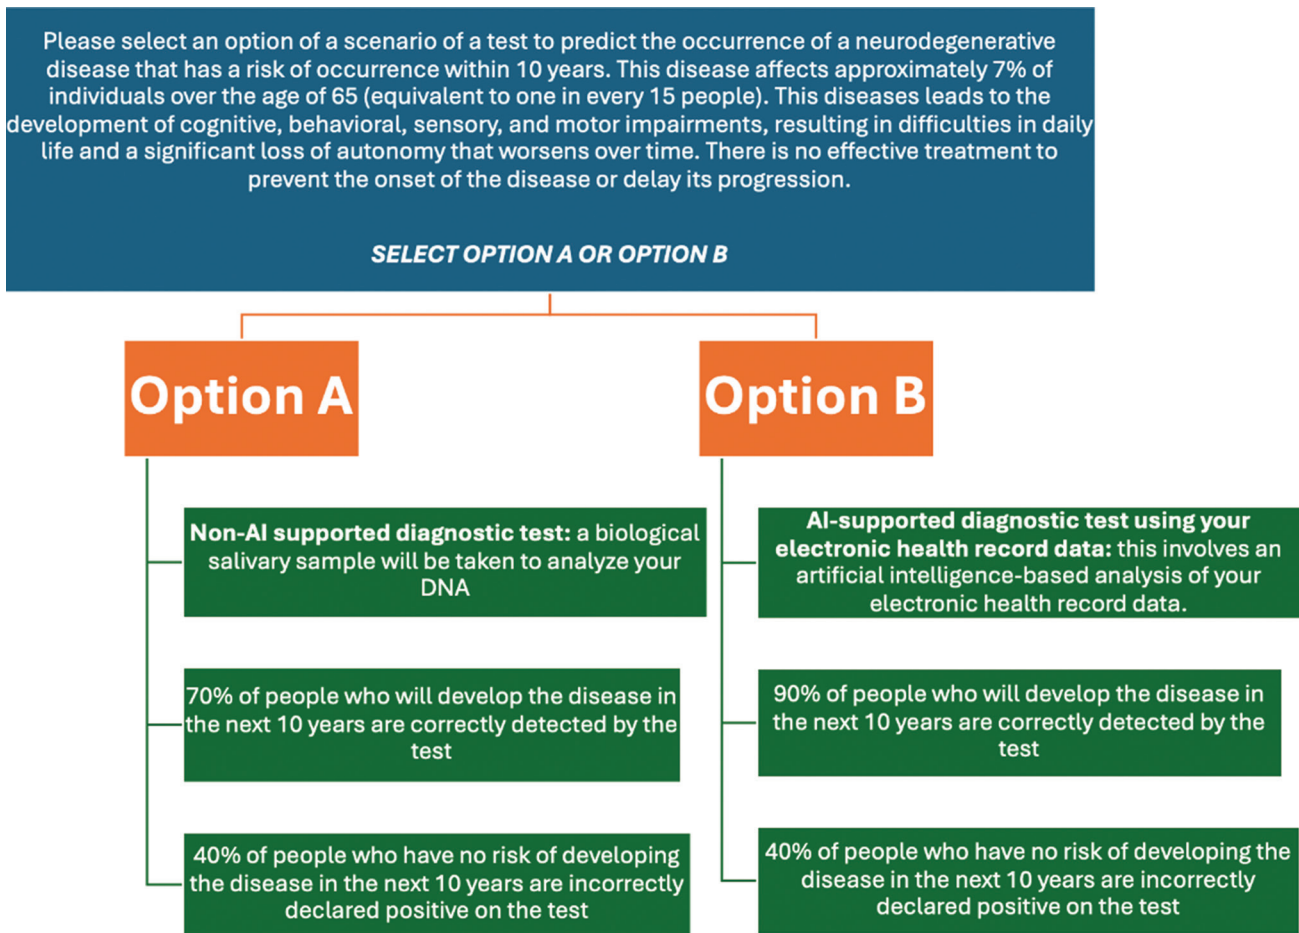 Please select an option of a scenario of a test to predict the occurrence of a neurodegenerative
disease that has a risk of occurrence within 10 years. This disease affects approximately 7% of
individuals over the age of 65 (equivalent to one in every 15 people). This diseases leads to the
development of cognitive, behavioral, sensory, and motor impairments, resulting in difficulties in daily
life and a significant loss of autonomy that worsens over time. There is no effective treatment to
prevent the onset of the disease or delay its progression.
SELECT OPTION A OR OPTION B
Option A
Non-AI supported diagnostic test: a biological
salivary sample will be taken to analyze your
DNA
70% of people who will develop the disease in
the next 10 years are correctly detected by the
test
40% of people who have no risk of developing
the disease in the next 10 years are incorrectly
declared positive on the test
Option B
AI-supported diagnostic test using your
electronic health record data: this involves an
artificial intelligence-based analysis of your
electronic health record data.
90% of people who will develop the disease in
the next 10 years are correctly detected by the
test
40% of people who have no risk of developing the
disease in the next 10 years are incorrectly
declared positive on the test